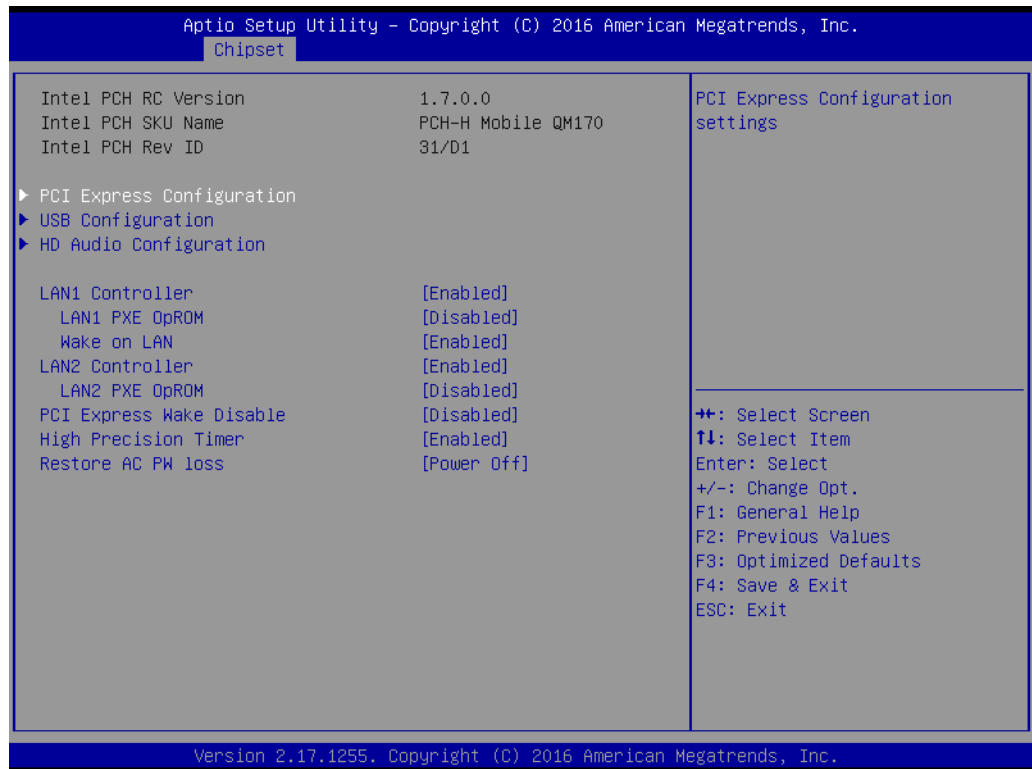 Aptio Setup Utility – Copyright (C) 2016 American Megatrends, Inc.
Chipset
Intel PCH RC Version 1.7.0.0
Intel PCH SKU Name PCH-H Mobile QM170
Intel PCH Rev ID 31/D1
PCI Express Configuration
USB Configuration
HD Audio Configuration
LAN1 Controller [Enabled]
LAN1 PXE OpROM [Disabled]
Wake on LAN [Enabled]
LAN2 Controller [Enabled]
LAN2 PXE OpROM [Disabled]
PCI Express Wake Disable [Disabled]
High Precision Timer [Enabled]
Restore AC PW loss [Power Off]
PCI Express Configuration
settings
→←: Select Screen
↑↓: Select Item
Enter: Select
+/-: Change Opt.
F1: General Help
F2: Previous Values
F3: Optimized Defaults
F4: Save & Exit
ESC: Exit
Version 2.17.1255. Copyright (C) 2016 American Megatrends, Inc.